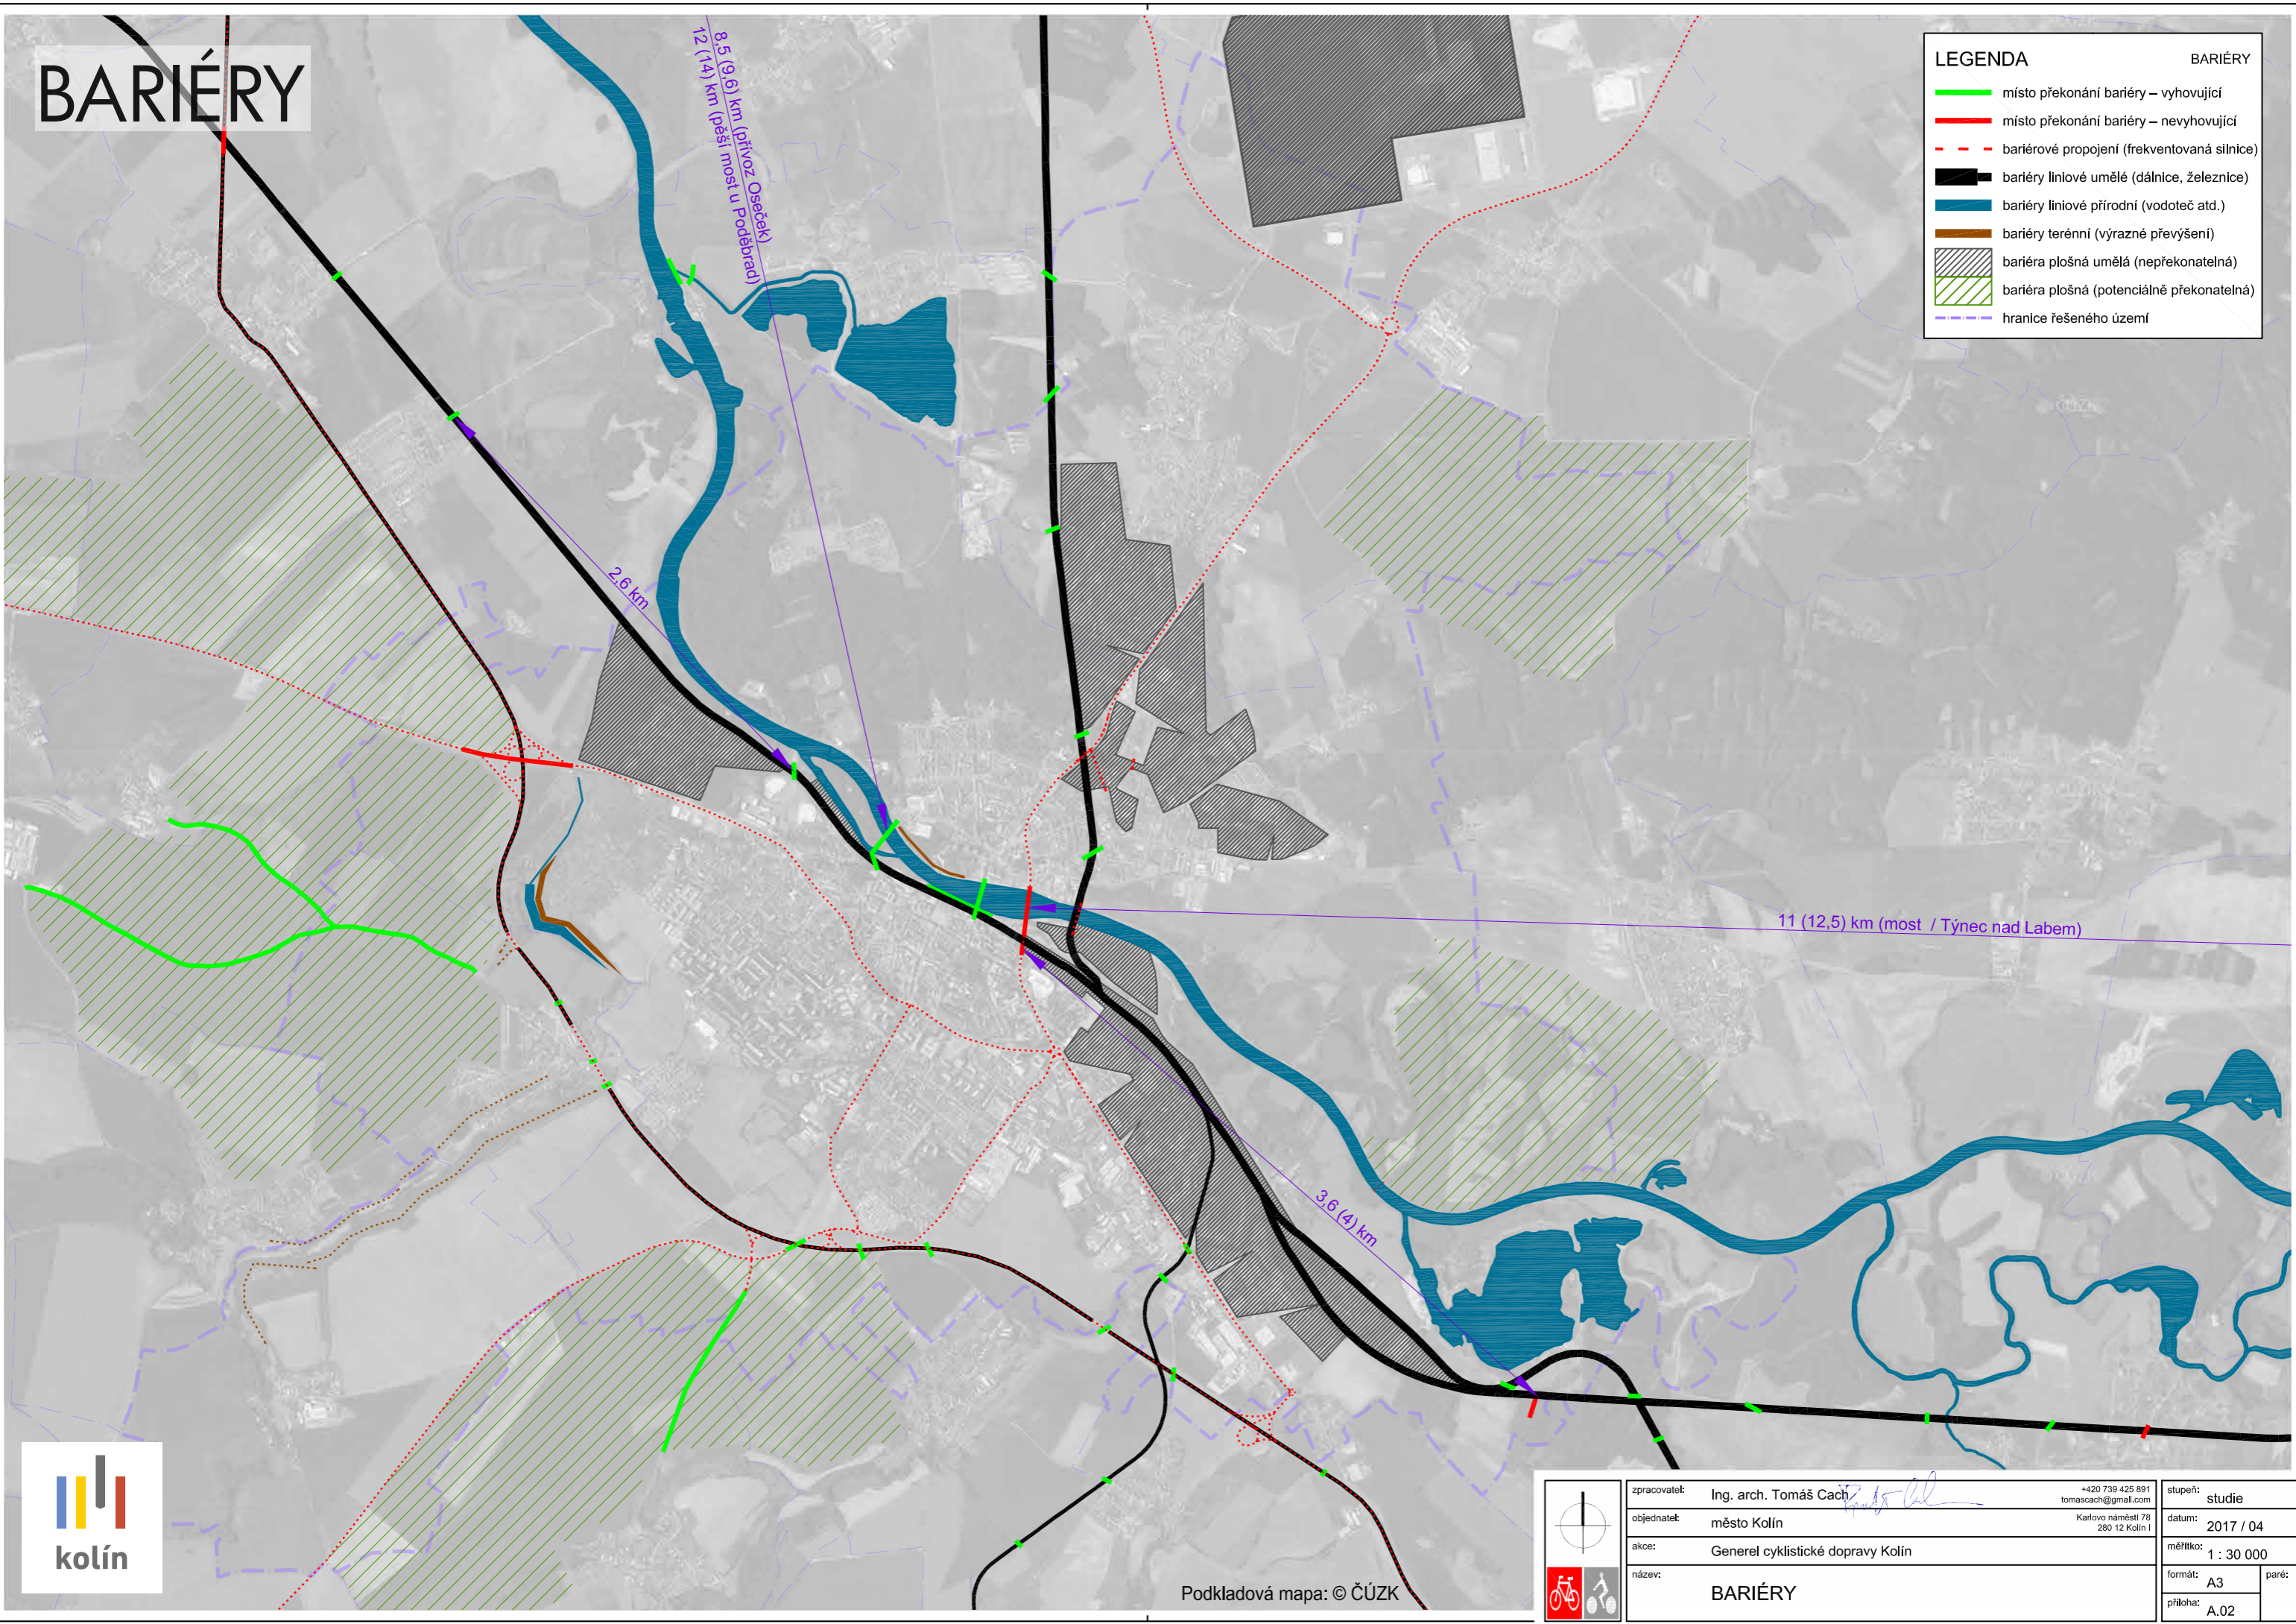 BARIÉRY
8,5 (9,6) km (přívoz Oseček)
12 (14) km (pěší most u Poděbrad)
LEGENDA BARIÉRY
místo překonání bariéry – vyhovující
místo překonání bariéry – nevyhovující
bariérové propojení (frekventovaná silnice)
bariéry liniové umělé (dálnice, železnice)
bariéry liniové přírodní (vodoteč atd.)
bariéry terénní (výrazné převýšení)
bariéra plošná umělá (nepřekonatelná)
bariéra plošná (potenciálně překonatelná)
hranice řešeného území
ČÚZK
2,6 km
11 (12,5) km (most / Týnec nad Labem)
3,6 (4) km
kolín
Podkladová mapa: © ČÚZK
zpracovatel: Ing. arch. Tomáš Cach +420 739 425 891
tomascach@gmail.com
objednatel: město Kolín Karlovo náměstí 78
280 12 Kolín I
akce: Generel cyklistické dopravy Kolín
název: BARIÉRY
stupeň: studie
datum: 2017 / 04
měřítko: 1 : 30 000
formát: A3 paré:
příloha: A.02